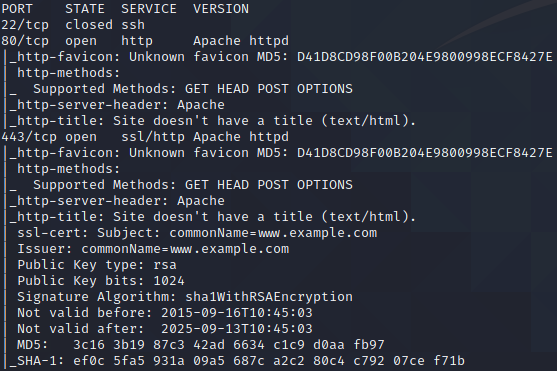 PORT    STATE  SERVICE  VERSION
22/tcp  closed ssh
80/tcp  open   http     Apache httpd
|_http-favicon: Unknown favicon MD5: D41D8CD98F00B204E9800998ECF8427E
| http-methods:
|_  Supported Methods: GET HEAD POST OPTIONS
|_http-server-header: Apache
|_http-title: Site doesn't have a title (text/html).
443/tcp open   ssl/http Apache httpd
|_http-favicon: Unknown favicon MD5: D41D8CD98F00B204E9800998ECF8427E
| http-methods:
|_  Supported Methods: GET HEAD POST OPTIONS
|_http-server-header: Apache
|_http-title: Site doesn't have a title (text/html).
| ssl-cert: Subject: commonName=www.example.com
| Issuer: commonName=www.example.com
| Public Key type: rsa
| Public Key bits: 1024
| Signature Algorithm: sha1WithRSAEncryption
| Not valid before: 2015-09-16T10:45:03
| Not valid after:  2025-09-13T10:45:03
| MD5:   3c16 3b19 87c3 42ad 6634 c1c9 d0aa fb97
|_SHA-1: ef0c 5fa5 931a 09a5 687c a2c2 80c4 c792 07ce f71b